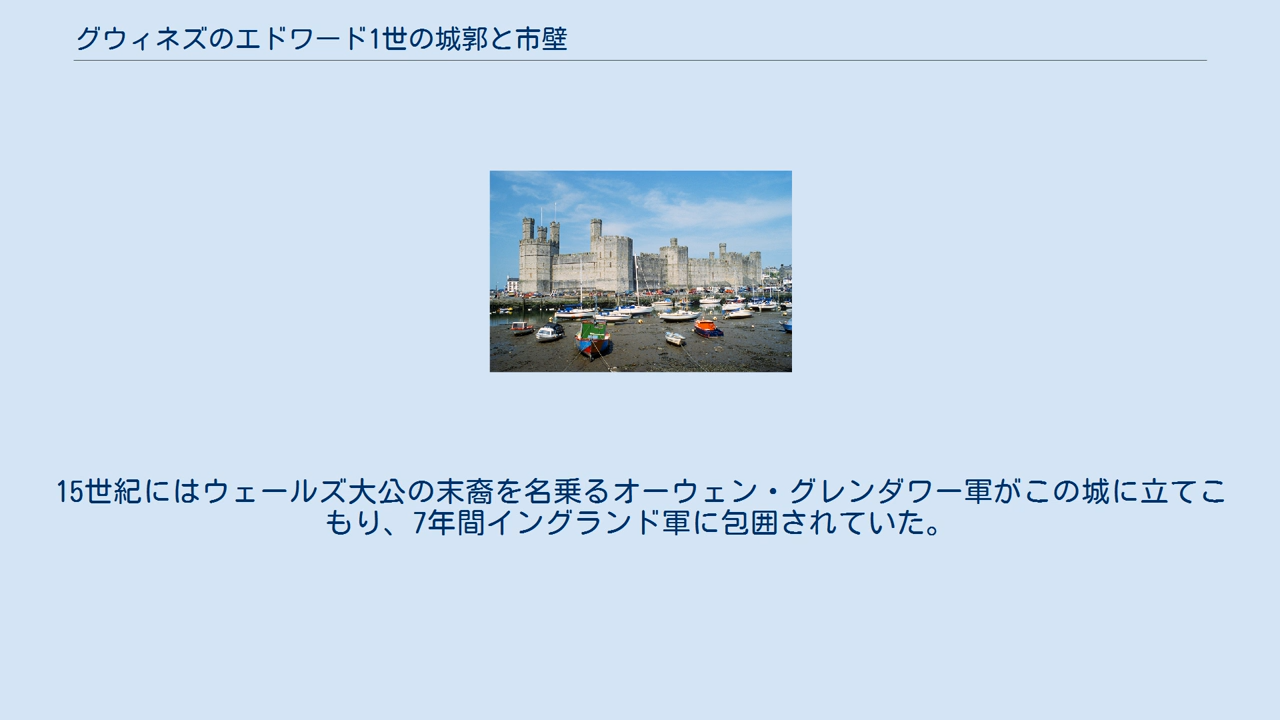 グウィネズのエドワード1世の城郭と市壁
15世紀にはウェールズ大公の末裔を名乗るオーウェン・グレンダワー軍がこの城に立てこ
もり、7年間イングランド軍に包囲されていた。